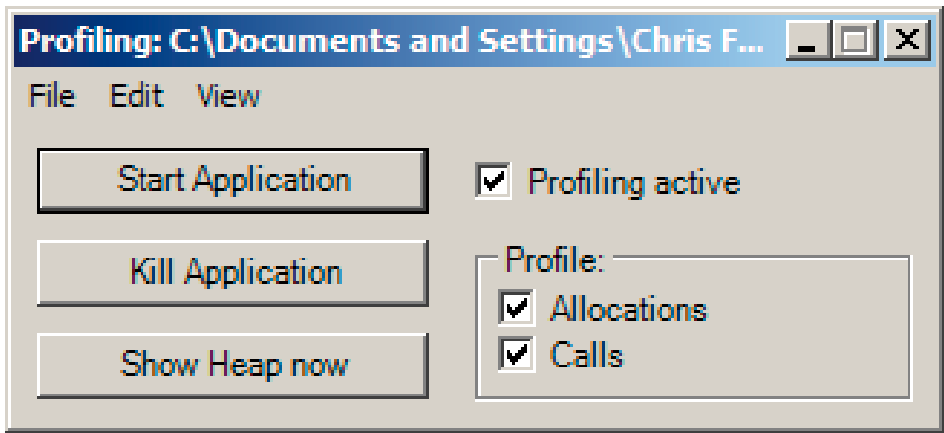 Profiling: C:\Documents and Settings\Chris F...
File Edit View
Start Application
Profiling active
Kill Application
Profile:
Allocations
Show Heap now
Calls